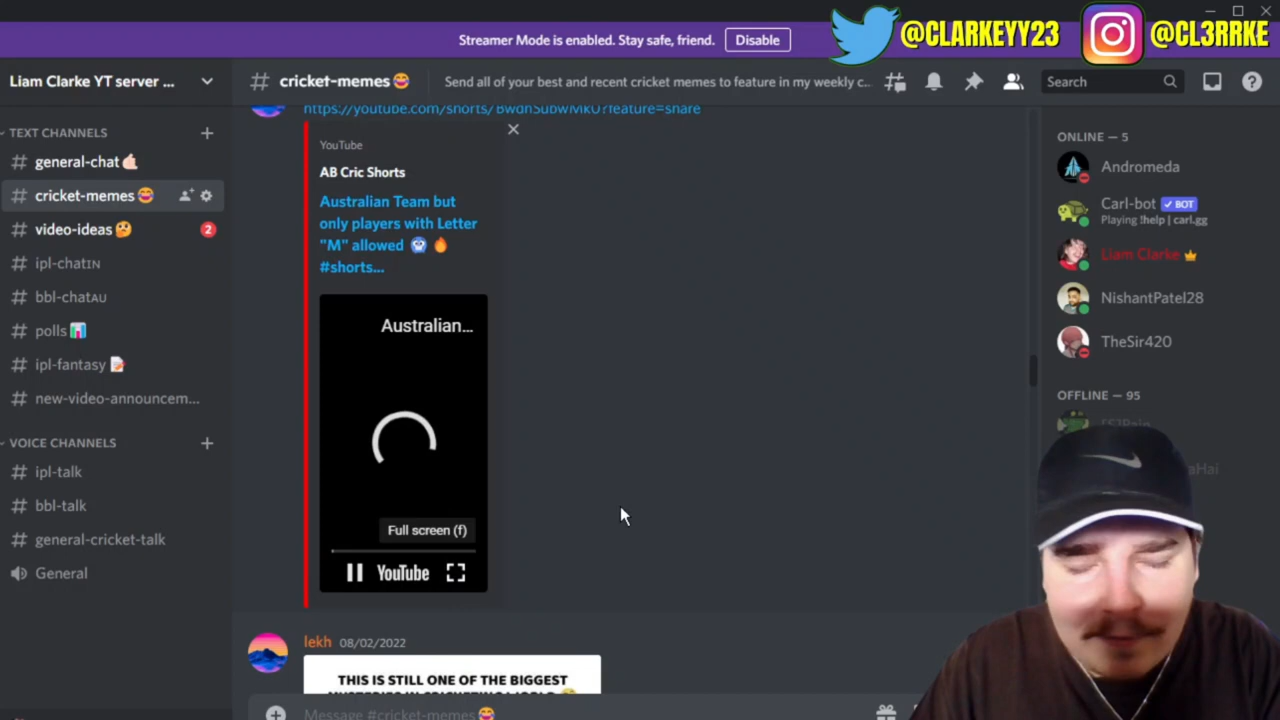 @CLARKEYY23
@CL3RRKE
Streamer Mode is enabled. Stay safe, friend.
Disable
Liam Clarke YT server ...
# cricket-memes😂
Send all of your best and recent cricket memes to feature in my weekly c...
Search
TEXT CHANNELS
# general-chat🤙🏻
# cricket-memes😂
# video-ideas🤔
2
# ipl-chatIN
# bbl-chatAU
# polls📊
# ipl-fantasy📝
# new-video-announcem...
VOICE CHANNELS
# ipl-talk
# bbl-talk
# general-cricket-talk
General
YouTube
AB Cric Shorts
Australian Team but
only players with Letter
"M" allowed 🥶🔥
#shorts...
Australian...
Full screen (f)
YouTube
lekh 08/02/2022
THIS IS STILL ONE OF THE BIGGEST
Message #cricket-memes😂
ONLINE — 5
Andromeda
Carl-bot ✓ BOT
Playing !help | carl.gg
Liam Clarke
NishantPatel28
TheSir420
OFFLINE — 95